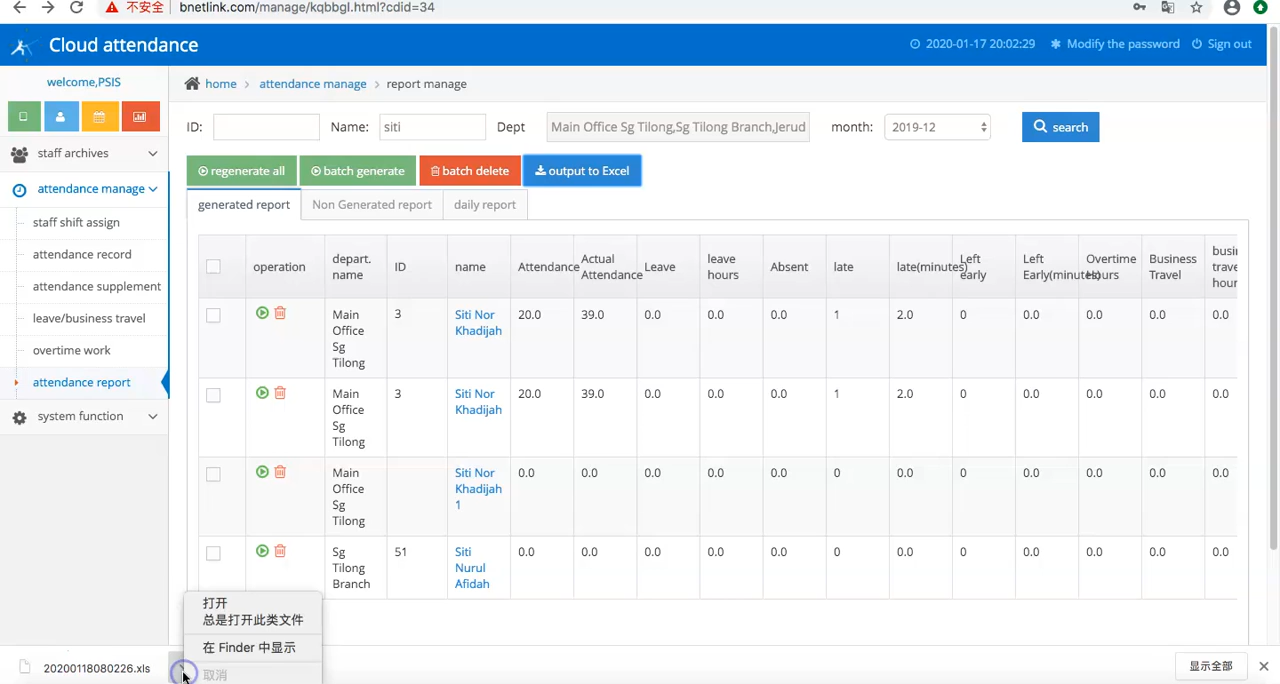 不安全 bnetlink.com/manage/kqbbgl.html?cdid=34
Cloud attendance
2020-01-17 20:02:29 Modify the password Sign out
welcome,PSIS
home > attendance manage > report manage
staff archives
attendance manage
staff shift assign
attendance record
attendance supplement
leave/business travel
overtime work
attendance report
system function
ID: Name: siti Dept Main Office Sg Tilong,Sg Tilong Branch,Jerud month: 2019-12 search
regenerate all batch generate batch delete output to Excel
generated report Non Generated report daily report
operation depart. name ID name Attendance Actual Attendance Leave leave hours Absent late late(minutes) Left early Left Early(minutes) Overtime Hours Business Travel
Main Office Sg Tilong 3 Siti Nor Khadijah 20.0 39.0 0.0 0.0 0.0 1 2.0 0 0.0 0.0 0.0 0.0
Main Office Sg Tilong 3 Siti Nor Khadijah 20.0 39.0 0.0 0.0 0.0 1 2.0 0 0.0 0.0 0.0 0.0
Main Office Sg Tilong Siti Nor Khadijah 1 0.0 0.0 0.0 0.0 0.0 0 0.0 0 0.0 0.0 0.0 0.0
Sg Tilong Branch 51 Siti Nurul Afidah 0.0 0.0 0.0 0.0 0.0 0 0.0 0 0.0 0.0 0.0 0.0
打开
总是打开此类文件
在 Finder 中显示
取消
20200118080226.xls
显示全部